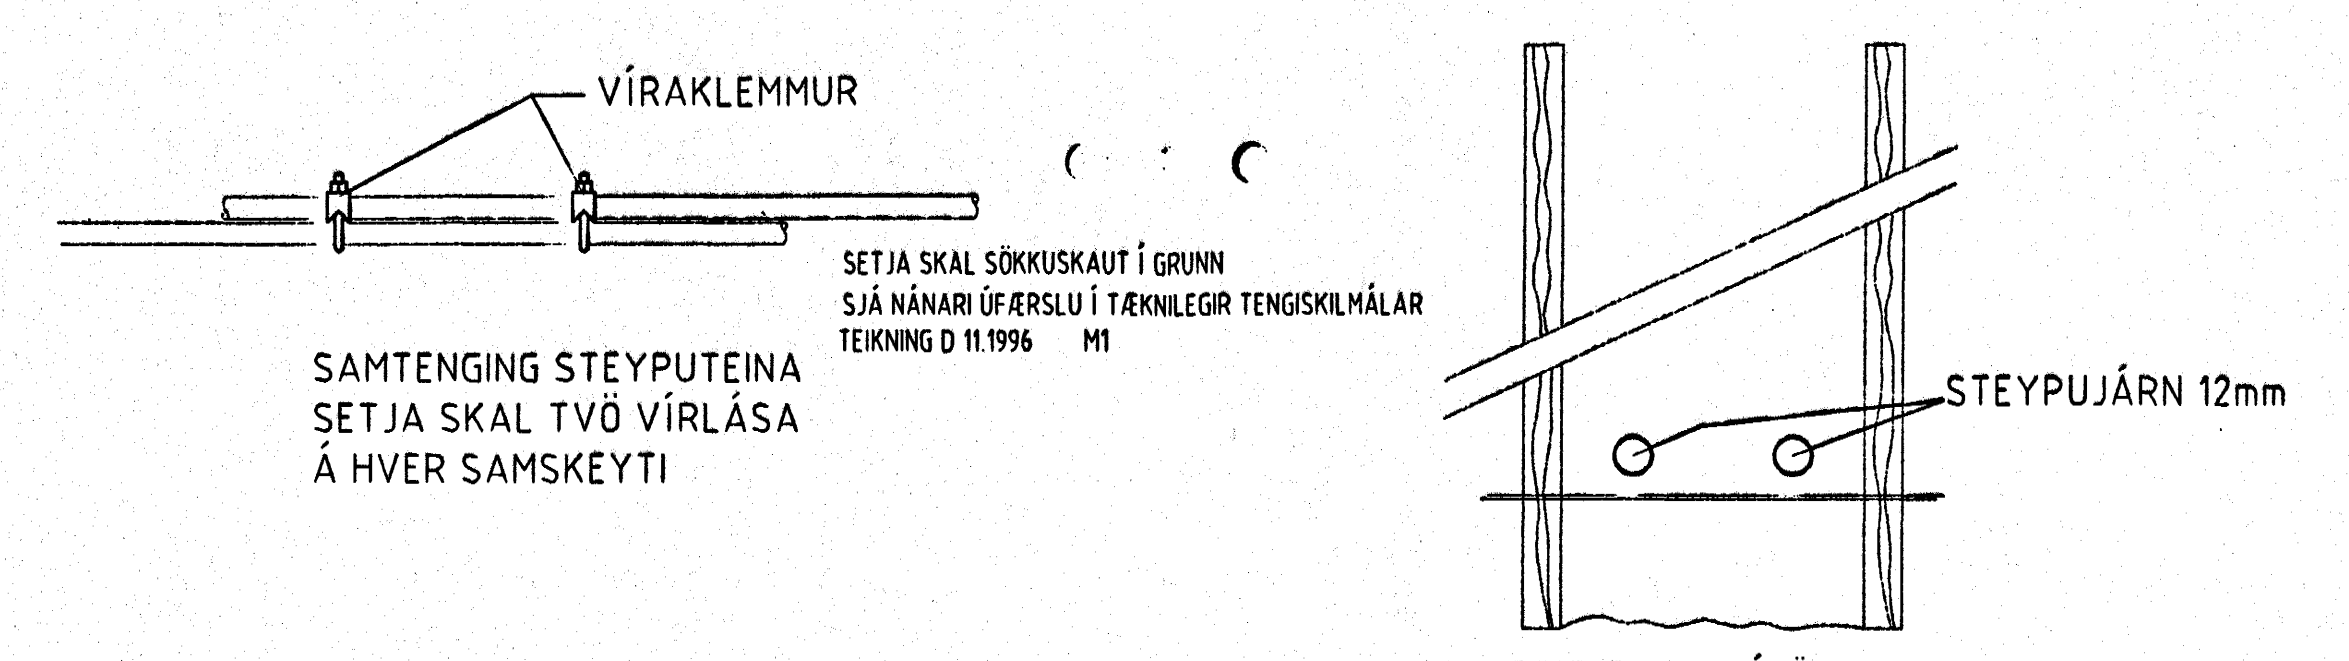 VÍRAKLEMMUR
SETJA SKAL SÖKKUSKAUT Í GRUNN
SJÁ NÁNARI ÚFÆRSLU Í TÆKNILEGIR TENGISKILMÁLAR
TEIKNING D 11.1996 M1
SAMTENGING STEYPUTEINA
SETJA SKAL TVÖ VÍRLÁSA
Á HVER SAMSKEYTI
STEYPUJÁRN 12mm